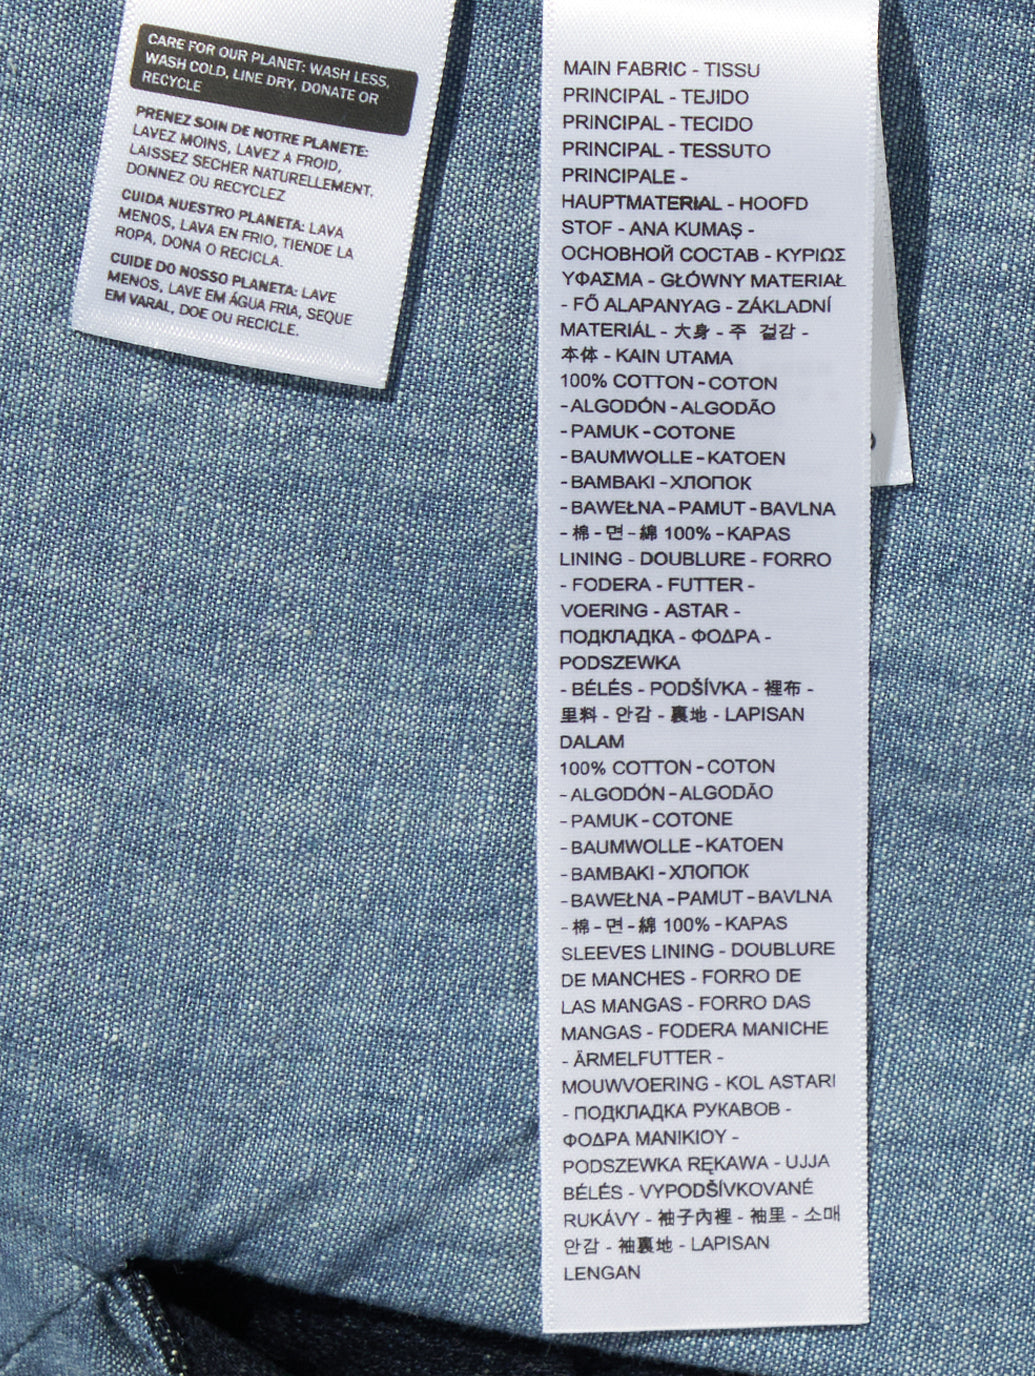 CARE FOR OUR PLANET: WASH LESS,
WASH COLD, LINE DRY, DONATE OR
RECYCLE
PRENEZ SOIN DE NOTRE PLANETE:
LAVEZ MOINS, LAVEZ A FROID,
LAISSEZ SECHER NATURELLEMENT,
DONNEZ OU RECYCLEZ
CUIDA NUESTRO PLANETA: LAVA
MENOS, LAVA EN FRIO, TIENDE LA
ROPA, DONA O RECICLA.
CUIDE DO NOSSO PLANETA: LAVE
MENOS, LAVE EM ÁGUA FRIA, SEQUE
EM VARAL, DOE OU RECICLE.
MAIN FABRIC - TISSU
PRINCIPAL - TEJIDO
PRINCIPAL - TECIDO
PRINCIPAL - TESSUTO
PRINCIPALE -
HAUPTMATERIAL - HOOFD
STOF - ANA KUMAŞ -
ОСНОВНОЙ СОСТАВ - ΚΥΡΙΩΣ
ΥΦΑΣΜΑ - GŁÓWNY MATERIAŁ
- FŐ ALAPANYAG - ZÁKLADNÍ
MATERIÁL - 大身 - 주 겉감 -
本体 - KAIN UTAMA
100% COTTON - COTON
- ALGODÓN - ALGODÃO
- PAMUK - COTONE
- BAUMWOLLE - KATOEN
- ΒΑΜΒΑΚΙ - ХЛОПОК
- BAWEŁNA - PAMUT - BAVLNA
- 棉 - 면 - 綿 100% - KAPAS
LINING - DOUBLURE - FORRO
- FODERA - FUTTER -
VOERING - ASTAR -
ПОДКЛАДКА - ΦΟΔΡΑ -
PODSZEWKA
- BÉLÉS - PODŠÍVKA - 裡布 -
里料 - 안감 - 裏地 - LAPISAN
DALAM
100% COTTON - COTON
- ALGODÓN - ALGODÃO
- PAMUK - COTONE
- BAUMWOLLE - KATOEN
- ΒΑΜΒΑΚΙ - ХЛОПОК
- BAWEŁNA - PAMUT - BAVLNA
- 棉 - 면 - 綿 100% - KAPAS
SLEEVES LINING - DOUBLURE
DE MANCHES - FORRO DE
LAS MANGAS - FORRO DAS
MANGAS - FODERA MANICHE
- ÄRMELFUTTER -
MOUWVOERING - KOL ASTARI
- ПОДКЛАДКА РУКАВОВ -
ΦΟΔΡΑ ΜΑΝΙΚΙΟΥ -
PODSZEWKA RĘKAWA - UJJA
BÉLÉS - VYPODŠÍVKOVANÉ
RUKÁVY - 袖子內裡 - 袖里 - 소매
안감 - 袖裏地 - LAPISAN
LENGAN